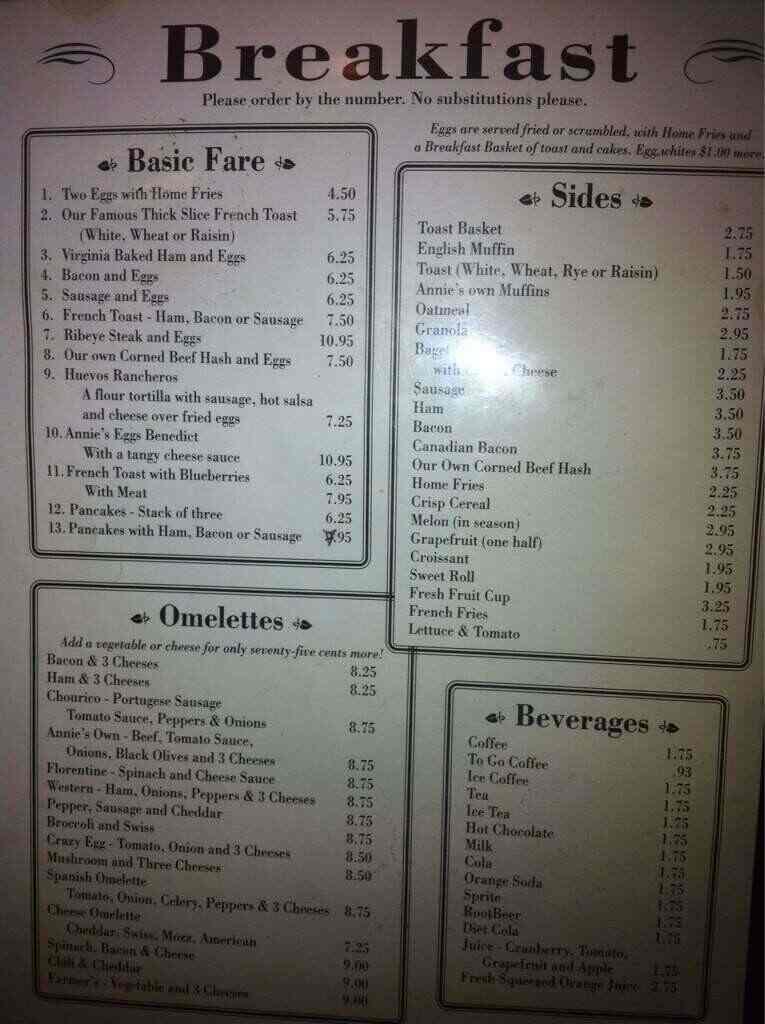 Breakfast
Please order by the number. No substitutions please.
Eggs are served fried or scrambled, with Home Fries and
a Breakfast Basket of toast and cakes. Egg whites $1.00 more.
Basic Fare
1. Two Eggs with Home Fries 4.50
2. Our Famous Thick Slice French Toast 5.75
(White, Wheat or Raisin)
3. Virginia Baked Ham and Eggs 6.25
4. Bacon and Eggs 6.25
5. Sausage and Eggs 6.25
6. French Toast - Ham, Bacon or Sausage 7.50
7. Ribeye Steak and Eggs 10.95
8. Our own Corned Beef Hash and Eggs 7.50
9. Huevos Rancheros
A flour tortilla with sausage, hot salsa
and cheese over fried eggs 7.25
10. Annie's Eggs Benedict
With a tangy cheese sauce 10.95
11. French Toast with Blueberries 6.25
With Meat 7.95
12. Pancakes - Stack of three 6.25
13. Pancakes with Ham, Bacon or Sausage .95
Omelettes
Add a vegetable or cheese for only seventy-five cents more!
Bacon & 3 Cheeses 8.25
Ham & 3 Cheeses 8.25
Chourico - Portugese Sausage
Tomato Sauce, Peppers & Onions 8.75
Annie's Own - Beef, Tomato Sauce,
Onions, Black Olives and 3 Cheeses 8.75
Florentine - Spinach and Cheese Sauce 8.75
Western - Ham, Onions, Peppers & 3 Cheeses 8.75
Pepper, Sausage and Cheddar 8.75
Broccoli and Swiss 8.75
Crazy Egg - Tomato, Onion and 3 Cheeses 8.50
Mushroom and Three Cheeses 8.50
Spanish Omelette
Tomato, Onion, Celery, Peppers & 3 Cheeses 8.75
Cheese Omelette
Cheddar, Swiss, Mozz, American 7.25
Spinach, Bacon & Cheese 9.00
Chili & Cheddar 9.00
Farmer's - Vegetable and 3 Cheeses 9.00
Sides
Toast Basket 2.75
English Muffin 1.75
Toast (White, Wheat, Rye or Raisin) 1.50
Annie's own Muffins 1.95
Oatmeal 2.75
Granola 2.95
Bagel 1.75
with Cheese 2.25
Sausage 3.50
Ham 3.50
Bacon 3.50
Canadian Bacon 3.75
Our Own Corned Beef Hash 3.75
Home Fries 2.25
Crisp Cereal 2.25
Melon (in season) 2.95
Grapefruit (one half) 2.95
Croissant 1.95
Sweet Roll 1.95
Fresh Fruit Cup 3.25
French Fries 1.75
Lettuce & Tomato .75
Beverages
Coffee 1.75
To Go Coffee .93
Ice Coffee 1.75
Tea 1.75
Ice Tea 1.75
Hot Chocolate 1.75
Milk 1.75
Cola 1.75
Orange Soda 1.75
Sprite 1.75
RootBeer 1.75
Diet Cola 1.75
Juice - Cranberry, Tomato,
Grapefruit and Apple 1.75
Fresh Squeezed Orange Juice 2.75